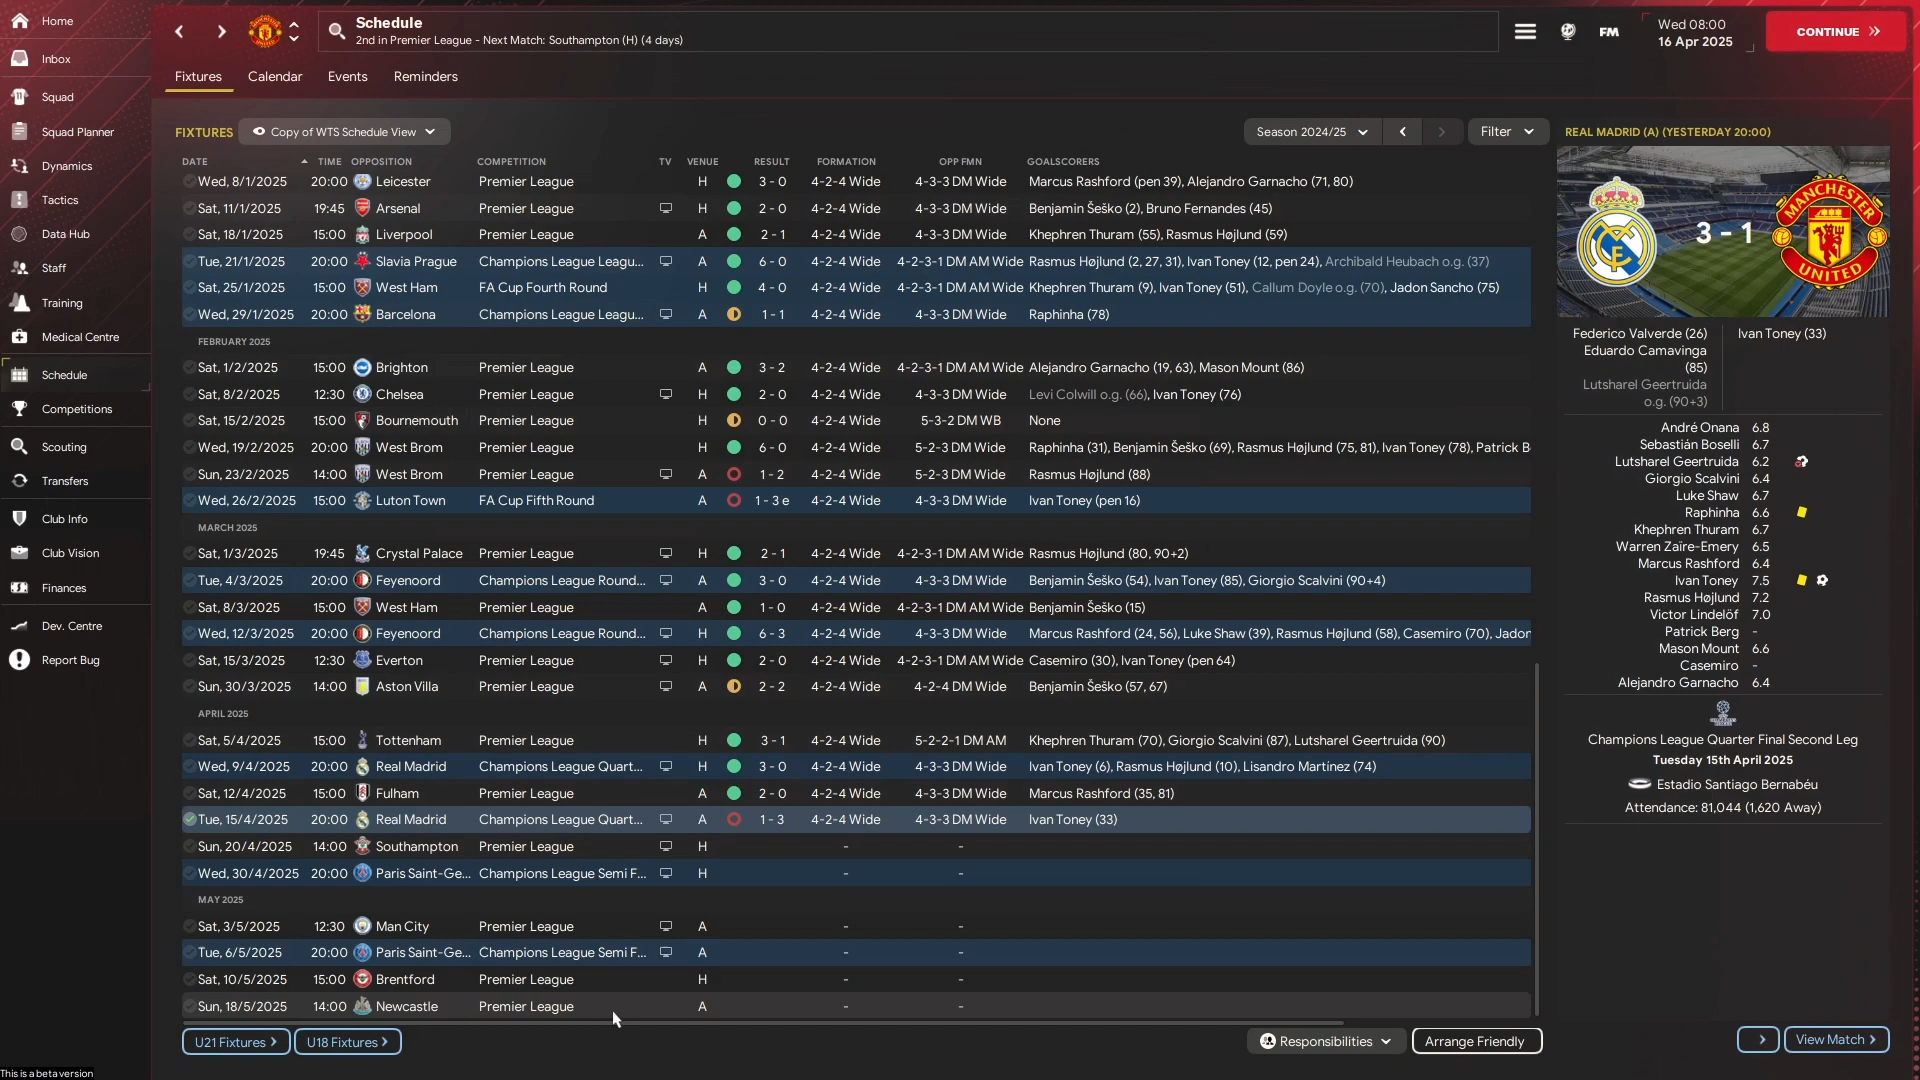 Home
Inbox
Squad
Squad Planner
Dynamics
Tactics
Data Hub
Staff
Training
Medical Centre
Schedule
Competitions
Scouting
Transfers
Club Info
Club Vision
Finances
Dev. Centre
Report Bug
This is a beta version
Schedule
2nd in Premier League - Next Match: Southampton (H) (4 days)
FM
Wed 08:00
16 Apr 2025
CONTINUE
Fixtures Calendar Events Reminders
FIXTURES Copy of WTS Schedule View Season 2024/25 Filter
DATE TIME OPPOSITION COMPETITION TV VENUE RESULT FORMATION OPP FMN GOALSCORERS
Wed, 8/1/2025 20:00 Leicester Premier League H 3 - 0 4-2-4 Wide 4-3-3 DM Wide Marcus Rashford (pen 39), Alejandro Garnacho (71, 80)
Sat, 11/1/2025 19:45 Arsenal Premier League H 2 - 0 4-2-4 Wide 4-3-3 DM Wide Benjamin Šeško (2), Bruno Fernandes (45)
Sat, 18/1/2025 15:00 Liverpool Premier League A 2 - 1 4-2-4 Wide 4-3-3 DM Wide Khephren Thuram (55), Rasmus Højlund (59)
Tue, 21/1/2025 20:00 Slavia Prague Champions League Leagu... A 6 - 0 4-2-4 Wide 4-2-3-1 DM AM Wide Rasmus Højlund (2, 27, 31), Ivan Toney (12, pen 24), Archibald Heubach o.g. (37)
Sat, 25/1/2025 15:00 West Ham FA Cup Fourth Round H 4 - 0 4-2-4 Wide 4-2-3-1 DM AM Wide Khephren Thuram (9), Ivan Toney (51), Callum Doyle o.g. (70), Jadon Sancho (75)
Wed, 29/1/2025 20:00 Barcelona Champions League Leagu... A 1 - 1 4-2-4 Wide 4-3-3 DM Wide Raphinha (78)
FEBRUARY 2025
Sat, 1/2/2025 15:00 Brighton Premier League A 3 - 2 4-2-4 Wide 4-2-3-1 DM AM Wide Alejandro Garnacho (19, 63), Mason Mount (86)
Sat, 8/2/2025 12:30 Chelsea Premier League H 2 - 0 4-2-4 Wide 4-3-3 DM Wide Levi Colwill o.g. (66), Ivan Toney (76)
Sat, 15/2/2025 15:00 Bournemouth Premier League H 0 - 0 4-2-4 Wide 5-3-2 DM WB None
Wed, 19/2/2025 20:00 West Brom Premier League H 6 - 0 4-2-4 Wide 5-2-3 DM Wide Raphinha (31), Benjamin Šeško (69), Rasmus Højlund (75, 81), Ivan Toney (78), Patrick B
Sun, 23/2/2025 14:00 West Brom Premier League A 1 - 2 4-2-4 Wide 5-2-3 DM Wide Rasmus Højlund (88)
Wed, 26/2/2025 15:00 Luton Town FA Cup Fifth Round A 1 - 3 e 4-2-4 Wide 4-3-3 DM Wide Ivan Toney (pen 16)
MARCH 2025
Sat, 1/3/2025 19:45 Crystal Palace Premier League H 2 - 1 4-2-4 Wide 4-2-3-1 DM AM Wide Rasmus Højlund (80, 90+2)
Tue, 4/3/2025 20:00 Feyenoord Champions League Round... A 3 - 0 4-2-4 Wide 4-3-3 DM Wide Benjamin Šeško (54), Ivan Toney (85), Giorgio Scalvini (90+4)
Sat, 8/3/2025 15:00 West Ham Premier League A 1 - 0 4-2-4 Wide 4-2-3-1 DM AM Wide Benjamin Šeško (15)
Wed, 12/3/2025 20:00 Feyenoord Champions League Round... H 6 - 3 4-2-4 Wide 4-3-3 DM Wide Marcus Rashford (24, 56), Luke Shaw (39), Rasmus Højlund (58), Casemiro (70), Jadon
Sat, 15/3/2025 12:30 Everton Premier League H 2 - 0 4-2-4 Wide 4-2-3-1 DM AM Wide Casemiro (30), Ivan Toney (pen 64)
Sun, 30/3/2025 14:00 Aston Villa Premier League A 2 - 2 4-2-4 Wide 4-2-4 DM Wide Benjamin Šeško (57, 67)
APRIL 2025
Sat, 5/4/2025 15:00 Tottenham Premier League H 3 - 1 4-2-4 Wide 5-2-2-1 DM AM Khephren Thuram (70), Giorgio Scalvini (87), Lutsharel Geertruida (90)
Wed, 9/4/2025 20:00 Real Madrid Champions League Quart... H 3 - 0 4-2-4 Wide 4-3-3 DM Wide Ivan Toney (6), Rasmus Højlund (10), Lisandro Martínez (74)
Sat, 12/4/2025 15:00 Fulham Premier League A 2 - 0 4-2-4 Wide 4-3-3 DM Wide Marcus Rashford (35, 81)
Tue, 15/4/2025 20:00 Real Madrid Champions League Quart... A 1 - 3 4-2-4 Wide 4-3-3 DM Wide Ivan Toney (33)
Sun, 20/4/2025 14:00 Southampton Premier League H - -
Wed, 30/4/2025 20:00 Paris Saint-Ge... Champions League Semi F... H - -
MAY 2025
Sat, 3/5/2025 12:30 Man City Premier League A - -
Tue, 6/5/2025 20:00 Paris Saint-Ge... Champions League Semi F... A - -
Sat, 10/5/2025 15:00 Brentford Premier League H - -
Sun, 18/5/2025 14:00 Newcastle Premier League A - -
U21 Fixtures U18 Fixtures Responsibilities Arrange Friendly
REAL MADRID (A) (YESTERDAY 20:00)
3 - 1
MANCHESTER
UNITED
Federico Valverde (26)
Eduardo Camavinga
(85)
Lutsharel Geertruida
o.g. (90+3)
Ivan Toney (33)
André Onana 6.8
Sebastián Boselli 6.7
Lutsharel Geertruida 6.2
Giorgio Scalvini 6.4
Luke Shaw 6.7
Raphinha 6.6
Khephren Thuram 6.7
Warren Zaïre-Emery 6.5
Marcus Rashford 6.4
Ivan Toney 7.5
Rasmus Højlund 7.2
Victor Lindelöf 7.0
Patrick Berg -
Mason Mount 6.6
Casemiro -
Alejandro Garnacho 6.4
Champions League Quarter Final Second Leg
Tuesday 15th April 2025
Estadio Santiago Bernabéu
Attendance: 81,044 (1,620 Away)
View Match